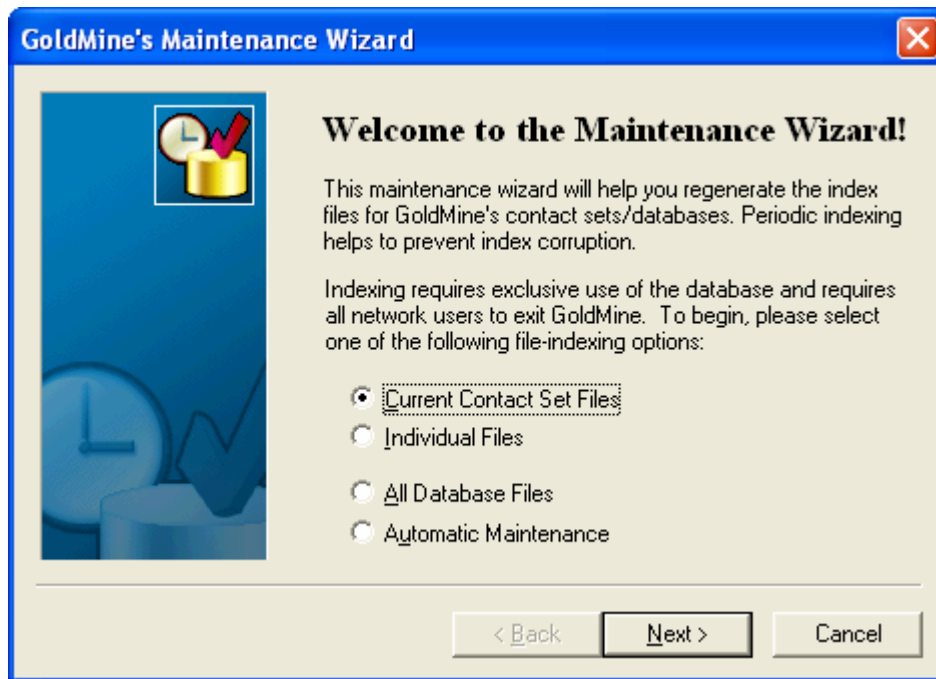 GoldMine's Maintenance Wizard
Welcome to the Maintenance Wizard!
This maintenance wizard will help you regenerate the index
files for GoldMine's contact sets/databases. Periodic indexing
helps to prevent index corruption.
Indexing requires exclusive use of the database and requires
all network users to exit GoldMine.  To begin, please select
one of the following file-indexing options:
Current Contact Set Files
Individual Files
All Database Files
Automatic Maintenance
< Back
Next >
Cancel